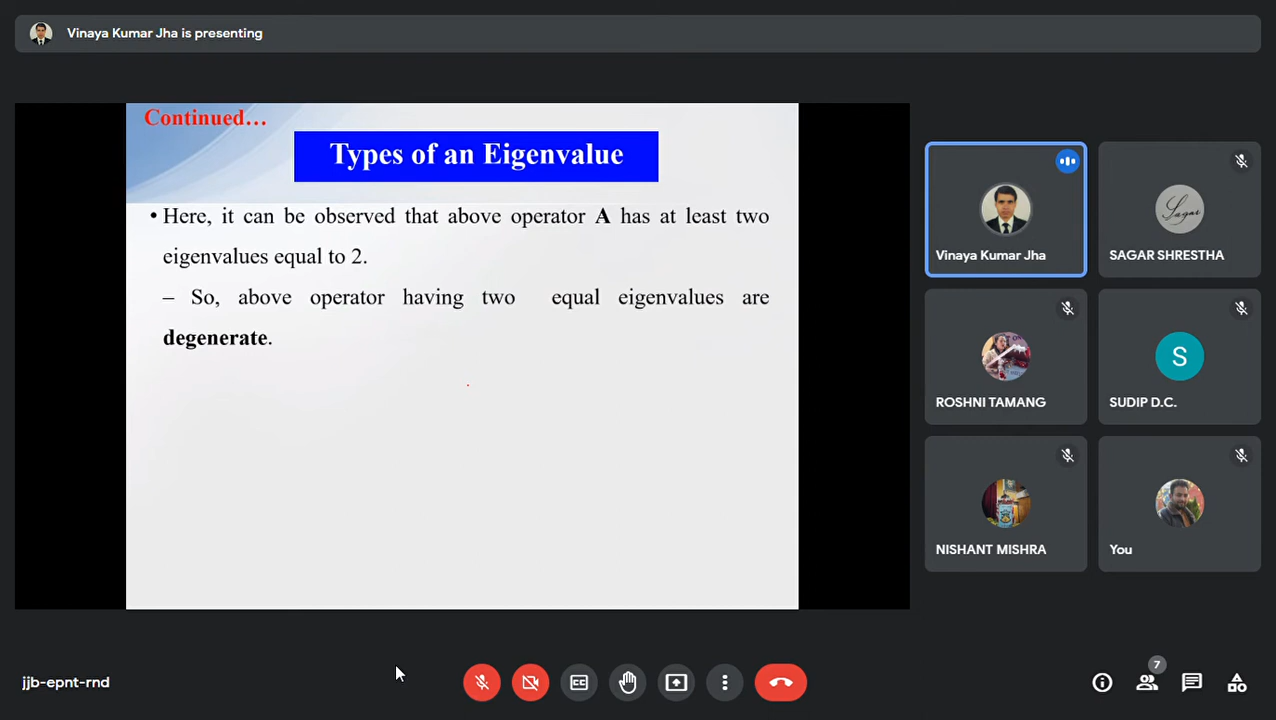 Vinaya Kumar Jha is presenting
Continued…
Types of an Eigenvalue
• Here, it can be observed that above operator A has at least two
eigenvalues equal to 2.
– So, above operator having two equal eigenvalues are
degenerate.
Vinaya Kumar Jha
SAGAR SHRESTHA
ROSHNI TAMANG
S
SUDIP D.C.
NISHANT MISHRA
You
jjb-epnt-rnd
CC
7